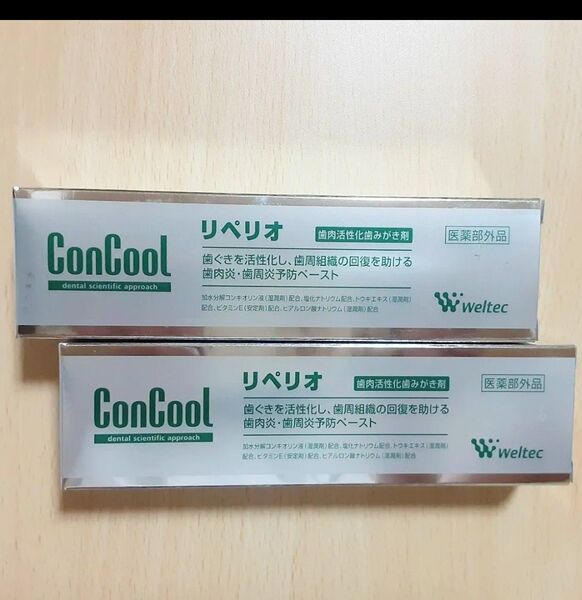 ConCool
dental scientific approach
リペリオ
歯肉活性化歯みがき剤
医薬部外品
歯ぐきを活性化し、歯周組織の回復を助ける
歯肉炎・歯周炎予防ペースト
加水分解コンキオリン液(湿潤剤)配合、塩化ナトリウム配合、トウキエキス(湿潤剤)
配合、ビタミンE(安定剤)配合、ヒアルロン酸ナトリウム(湿潤剤)配合
Weltec
ConCool
dental scientific approach
リペリオ
歯肉活性化歯みがき剤
医薬部外品
歯ぐきを活性化し、歯周組織の回復を助ける
歯肉炎・歯周炎予防ペースト
加水分解コンキオリン液(湿潤剤)配合、塩化ナトリウム配合、トウキエキス(湿潤剤)
配合、ビタミンE(安定剤)配合、ヒアルロン酸ナトリウム(湿潤剤)配合
Weltec